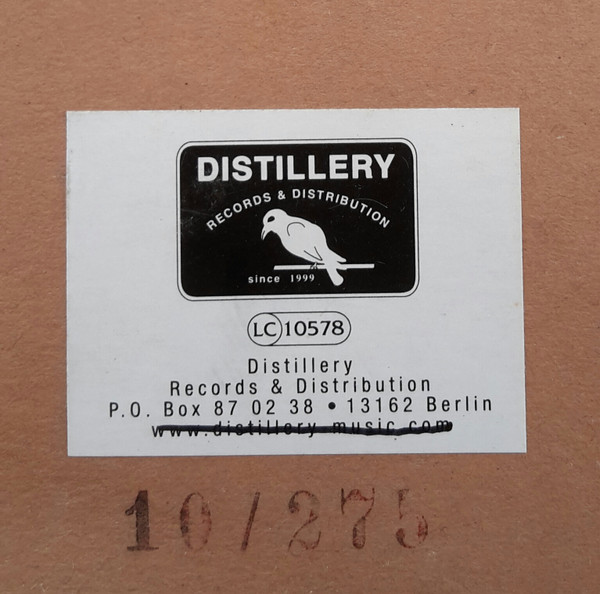 DISTILLERY
RECORDS & DISTRIBUTION
since 1999
LC 10578
Distillery
Records & Distribution
P.O. Box 87 02 38 • 13162 Berlin
www.distillery-music.com
10/275